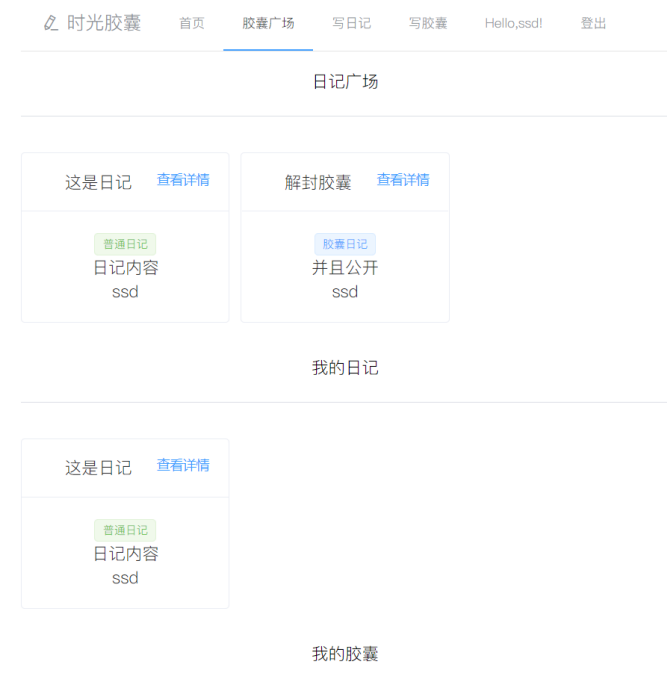 时光胶囊 首页 胶囊广场 写日记 写胶囊 Hello,ssd! 登出
日记广场
这是日记 查看详情 解封胶囊 查看详情
普通日记 胶囊日记
日记内容 并且公开
ssd ssd
我的日记
这是日记 查看详情
普通日记
日记内容
ssd
我的胶囊